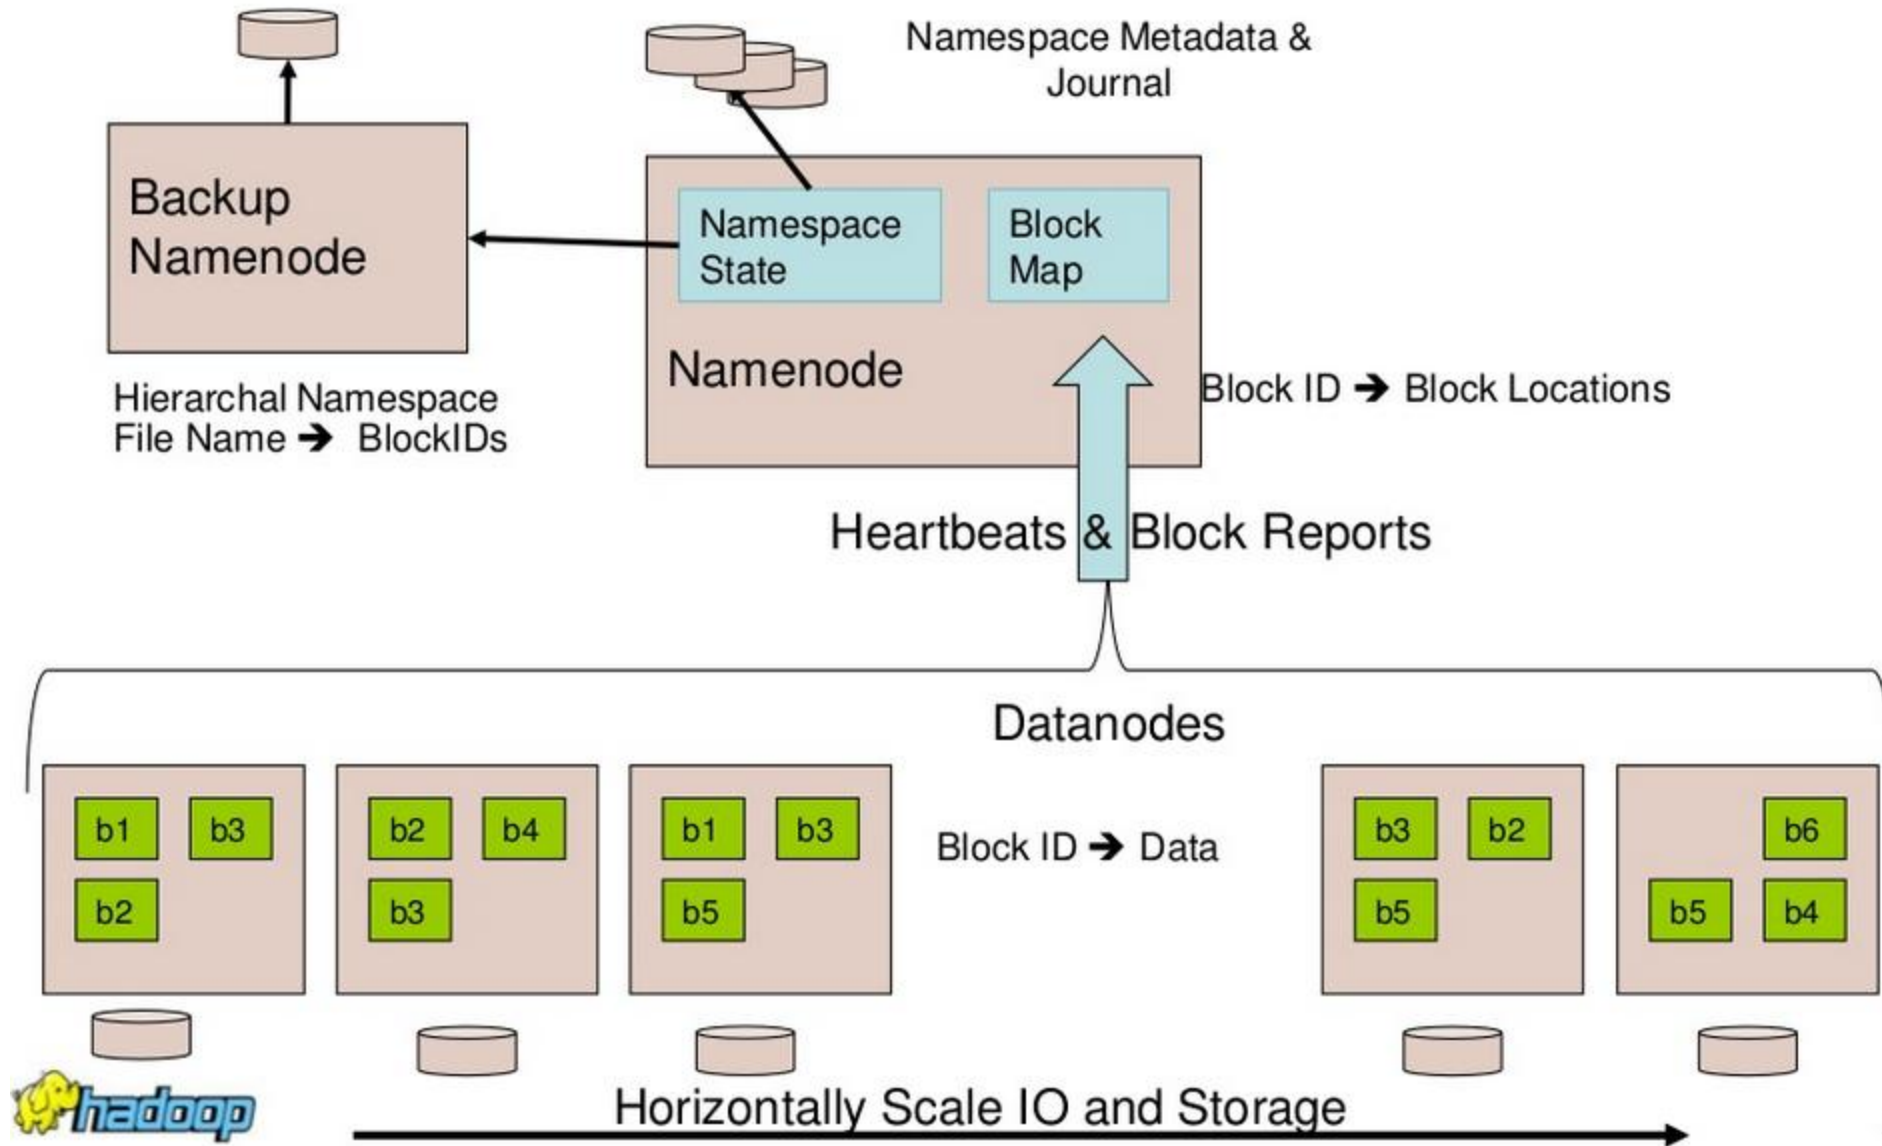 Namespace Metadata &
Journal
Backup
Namenode
Namespace
State
Block
Map
Namenode
Hierarchal Namespace
File Name ➔ BlockIDs
Block ID ➔ Block Locations
Heartbeats & Block Reports
Datanodes
b1 b3
b2
b2 b4
b3
b1 b3
b5
Block ID ➔ Data
b3 b2
b5
b6
b5 b4
hadoop
Horizontally Scale IO and Storage